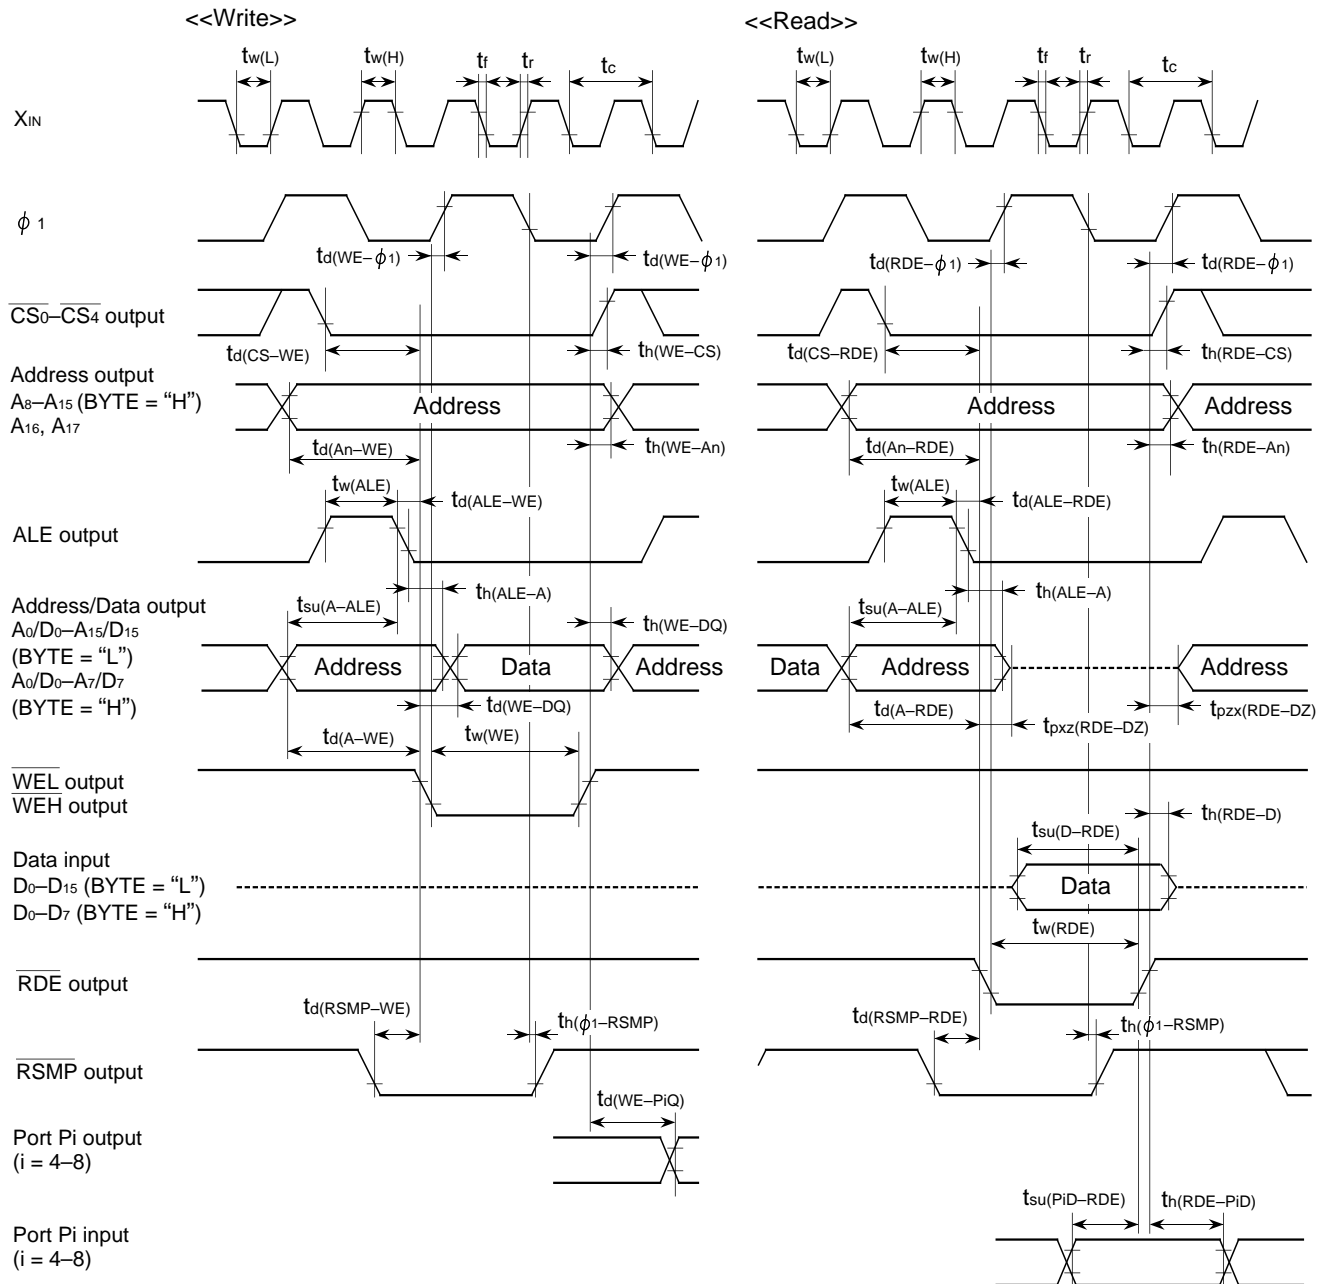 <<Write>> <<Read>>
tw(L) tw(H) tf tr tc tw(L) tw(H) tf tr tc
XIN
ϕ 1
td(WE–ϕ1) td(WE–ϕ1) td(RDE–ϕ1) td(RDE–ϕ1)
CS0–CS4 output
td(CS–WE) th(WE–CS) td(CS–RDE) th(RDE–CS)
Address output
A8–A15 (BYTE = “H”) Address Address Address
A16, A17
td(An–WE) th(WE–An) td(An–RDE) th(RDE–An)
tw(ALE) td(ALE–WE) tw(ALE) td(ALE–RDE)
ALE output
th(ALE–A) th(ALE–A)
Address/Data output tsu(A–ALE) th(WE–DQ) tsu(A–ALE)
A0/D0–A15/D15
(BYTE = “L”) Address Data Address Data Address Address
A0/D0–A7/D7
(BYTE = “H”) td(WE–DQ) td(A–RDE) tpxz(RDE–DZ) tpzx(RDE–DZ)
td(A–WE) tw(WE)
WEL output
WEH output
th(RDE–D)
tsu(D–RDE)
Data input
D0–D15 (BYTE = “L”) Data
D0–D7 (BYTE = “H”)
tw(RDE)
RDE output
td(RSMP–WE) th(ϕ1–RSMP) td(RSMP–RDE) th(ϕ1–RSMP)
RSMP output
td(WE–PiQ)
Port Pi output
(i = 4–8)
tsu(PiD–RDE) th(RDE–PiD)
Port Pi input
(i = 4–8)